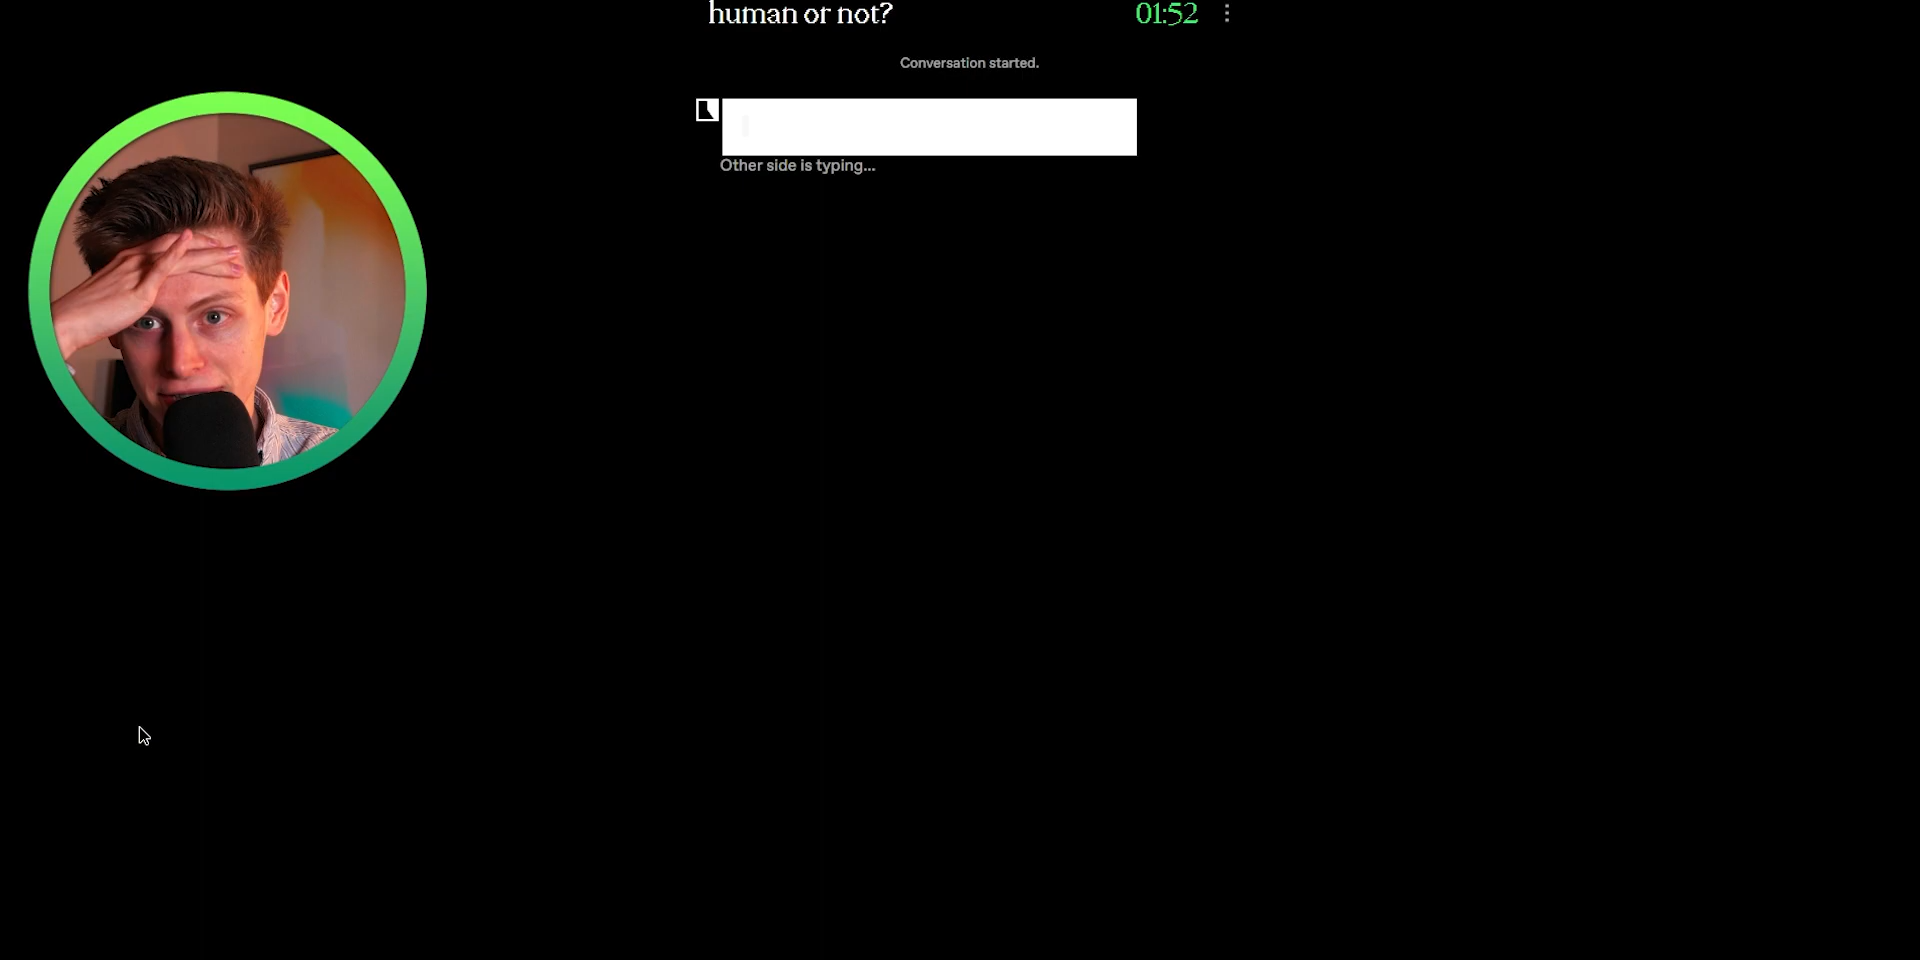 human or not?
01:52
Conversation started.
Other side is typing...